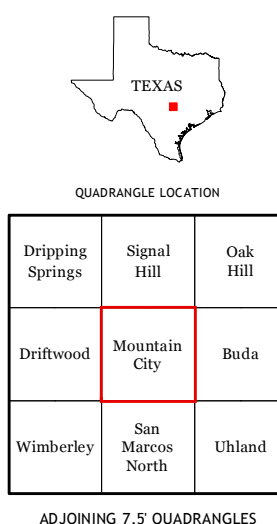 TEXAS
QUADRANGLE LOCATION
Dripping
Springs
Signal
Hill
Oak
Hill
Driftwood
Mountain
City
Buda
Wimberley
San
Marcos
North
Uhland
ADJOINING 7.5' QUADRANGLES